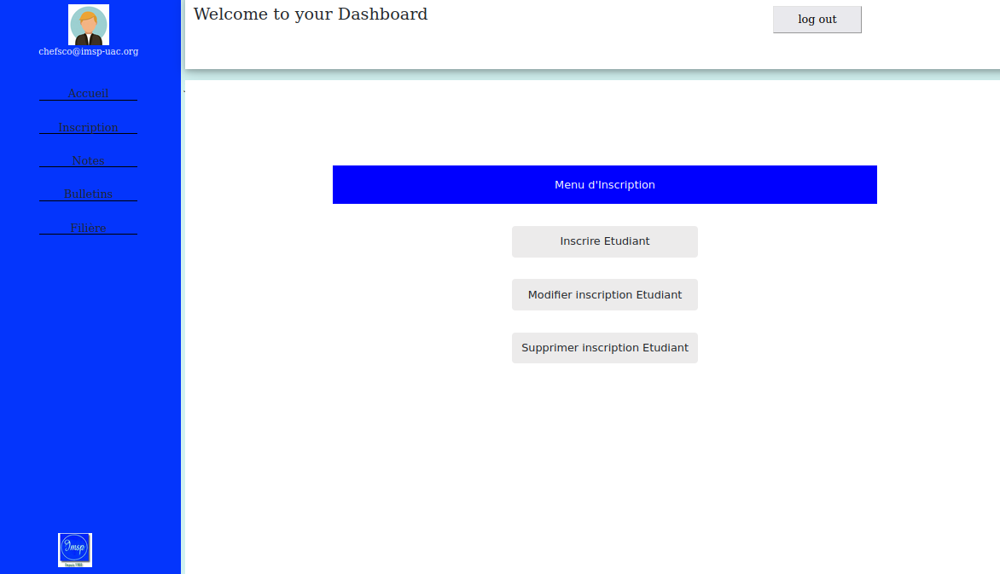 Welcome to your Dashboard
log out
chefsco@imsp-uac.org
Accueil
Inscription
Notes
Bulletins
Filière
Menu d'Inscription
Inscrire Etudiant
Modifier inscription Etudiant
Supprimer inscription Etudiant
Imsp